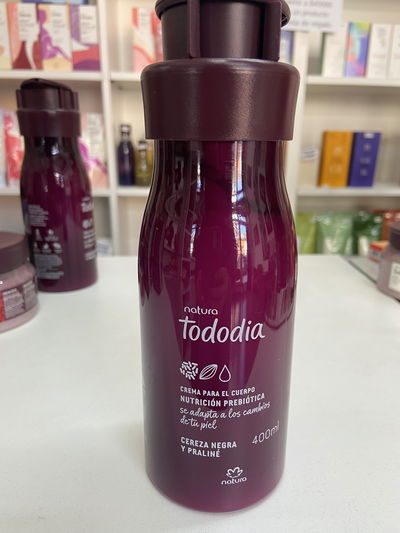 natura
Tododia
CREMA PARA EL CUERPO
NUTRICIÓN PREBIÓTICA
se adapta a los cambios
de tú piel
CEREZA NEGRA
Y PRALINÉ
400ml
natura